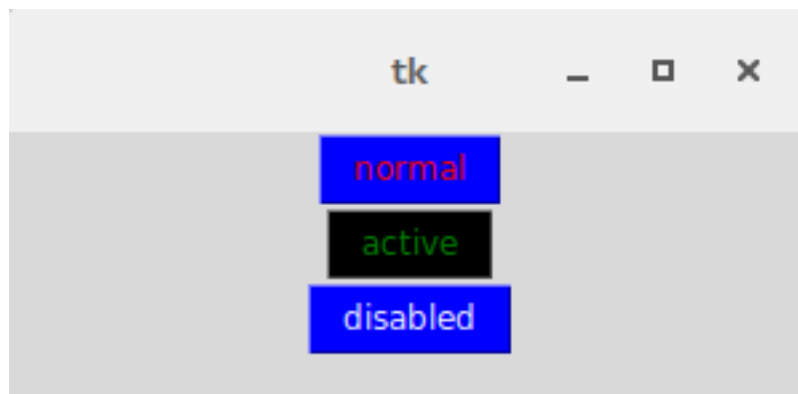 tk
normal
active
disabled